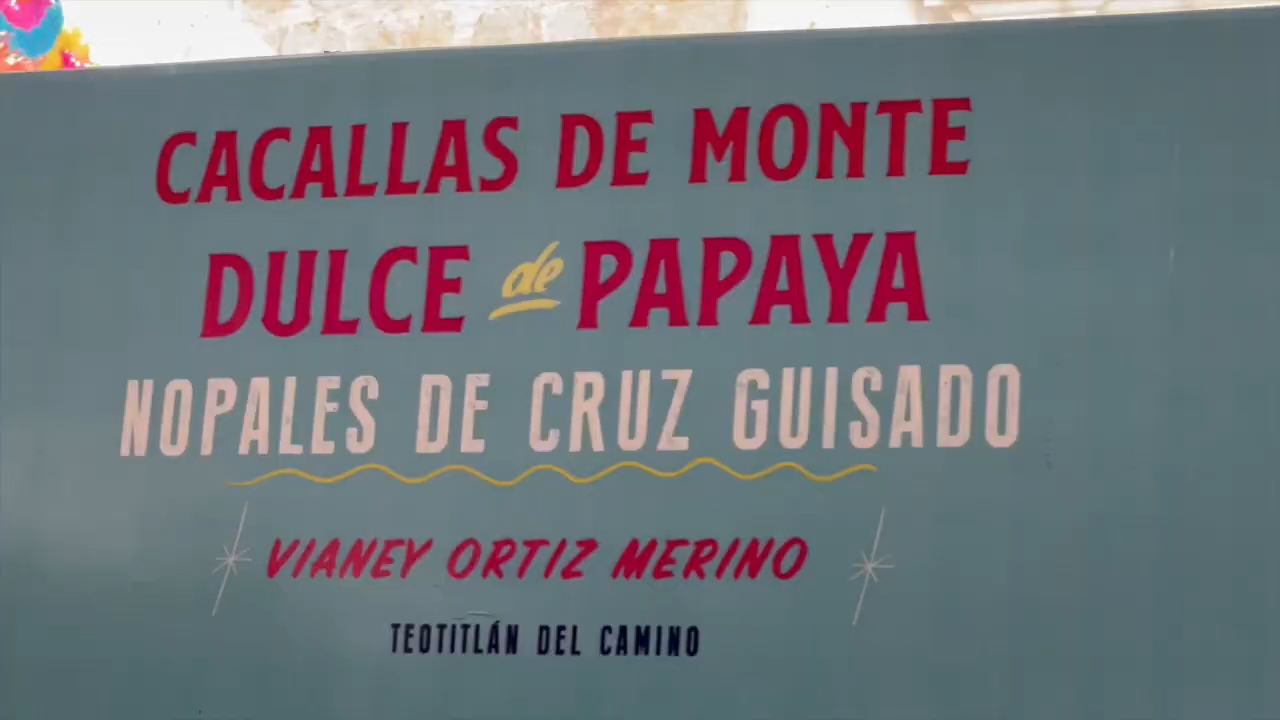 CACALLAS DE MONTE
DULCE de PAPAYA
NOPALES DE CRUZ GUISADO
VIANEY ORTIZ MERINO
TEOTITLÁN DEL CAMINO